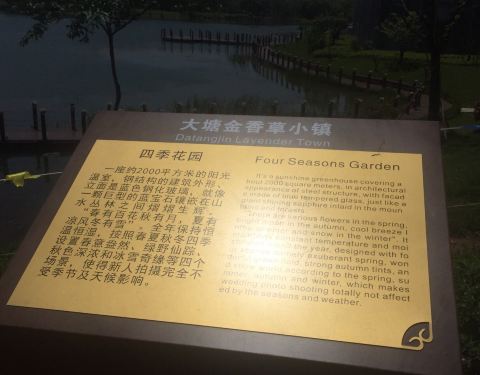 大塘金香草小镇
Datangjin Lavender Town
四季花园
一座约2000平方米的阳光
温室，钢结构的建筑外形、
立面是蓝色钢化玻璃，就像
一颗巨型的蓝宝石镶嵌在山
水丛林之间熠熠生辉。
“春有百花秋有月，夏有
凉风冬有雪”。全年保持恒
温恒湿，按照春夏秋冬四季
设置春意盎然、绿野仙踪、
秋色深浓和冰雪奇缘等四个
场景，使得新人拍摄完全不
受季节及天候影响。
Four Seasons Garden
It's a sunshine greenhouse covering a
bout 2000 square meters, in architectural
appearance of steel structure, with facad
e made of blue tempered glass, just like a
giant blue sapphire inlaid in the moun
tains and forests.
There are various flowers in the spring,
in the autumn, cool breeze i
and snow in the winter". It
constant temperature and moi
the year, designed with fo
exuberant spring, won
strong autumn tints, an
according to the spring, su
mmer, autumn and winter, which makes
wedding photo shooting totally not affect
ed by the seasons and weather.